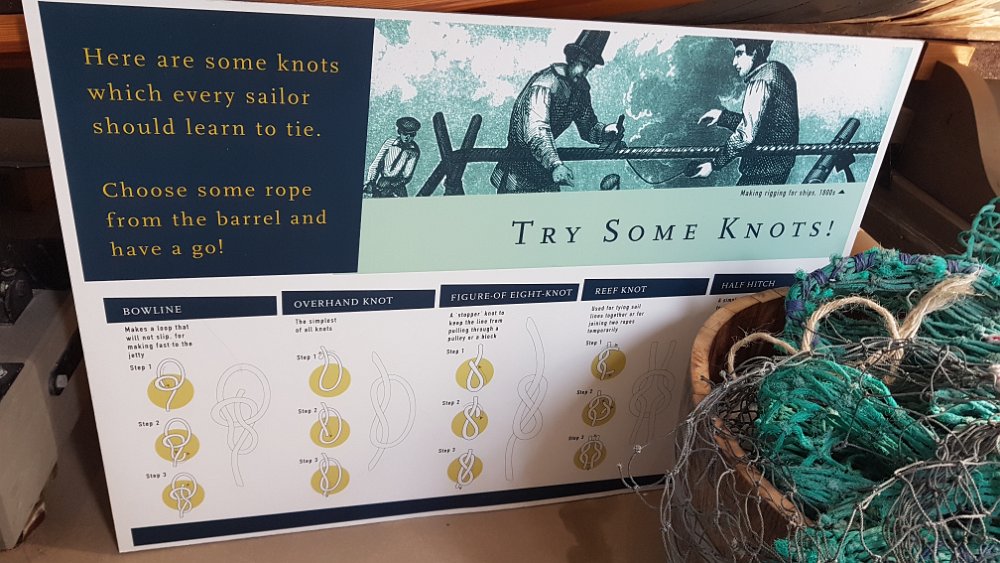 Here are some knots
which every sailor
should learn to tie.
Choose some rope
from the barrel and
have a go!
Making rigging for ships, 1800s
TRY SOME KNOTS!
BOWLINE
Makes a loop that
will not slip, for
making fast to the
jetty
Step 1
Step 2
Step 3
OVERHAND KNOT
The simplest
of all knots
Step 1
Step 2
Step 3
FIGURE-OF EIGHT-KNOT
A 'stopper' knot to
keep the line from
pulling through a
pulley or a block
Step 1
Step 2
Step 3
REEF KNOT
Used for tying sail
lines together or for
joining two ropes
temporarily
Step 1
Step 2
Step 3
HALF HITCH
A